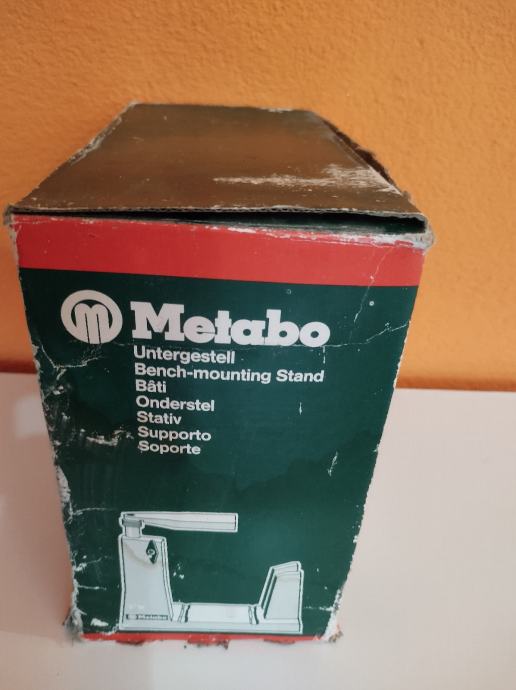 Metabo
Untergestell
Bench-mounting Stand
Bâti
Onderstel
Stativ
Supporto
Soporte
Metabo